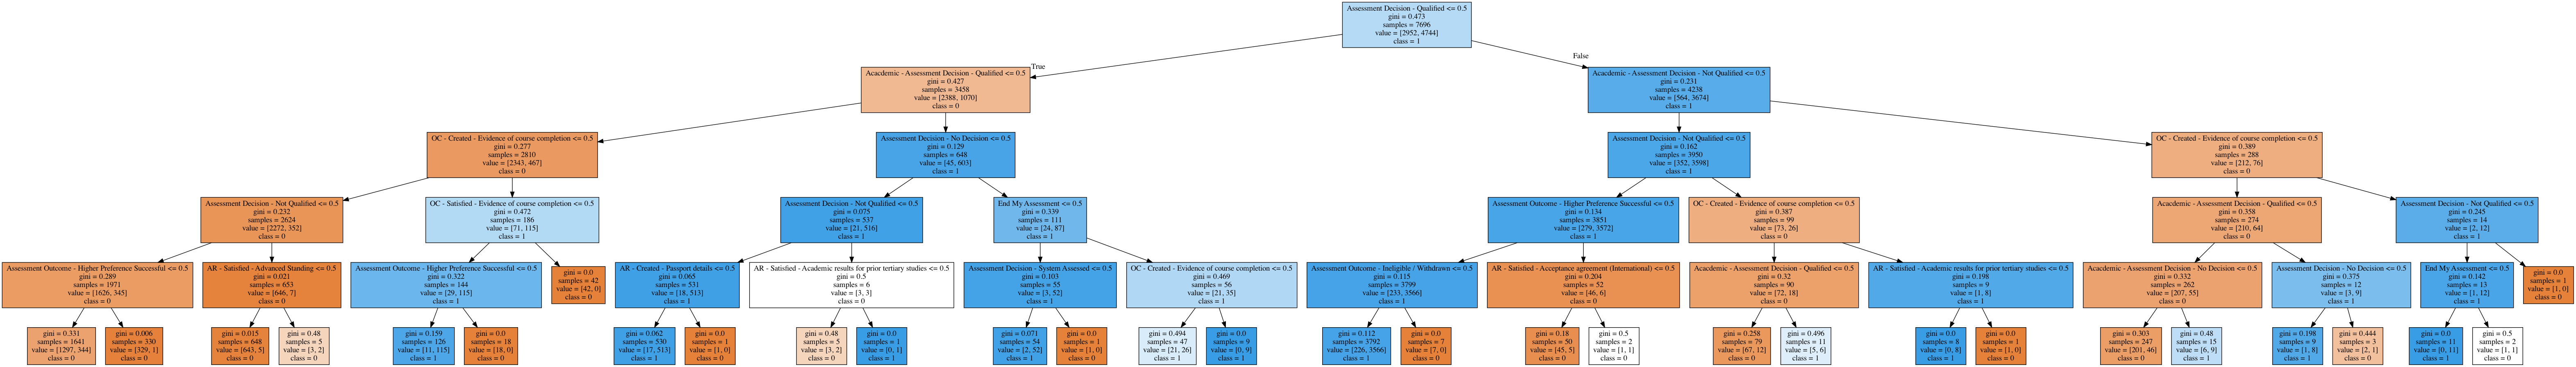 Assessment Decision - Qualified <= 0.5
gini = 0.473
samples = 7696
value = [2952, 4744]
class = 1
True
False
Acacdemic - Assessment Decision - Qualified <= 0.5
gini = 0.427
samples = 3458
value = [2388, 1070]
class = 0
Acacdemic - Assessment Decision - Not Qualified <= 0.5
gini = 0.231
samples = 4238
value = [564, 3674]
class = 1
OC - Created - Evidence of course completion <= 0.5
gini = 0.277
samples = 2810
value = [2343, 467]
class = 0
Assessment Decision - No Decision <= 0.5
gini = 0.129
samples = 648
value = [45, 603]
class = 1
Assessment Decision - Not Qualified <= 0.5
gini = 0.162
samples = 3950
value = [352, 3598]
class = 1
OC - Created - Evidence of course completion <= 0.5
gini = 0.389
samples = 288
value = [212, 76]
class = 0
Assessment Decision - Not Qualified <= 0.5
gini = 0.232
samples = 2624
value = [2272, 352]
class = 0
OC - Satisfied - Evidence of course completion <= 0.5
gini = 0.472
samples = 186
value = [71, 115]
class = 1
Assessment Decision - Not Qualified <= 0.5
gini = 0.075
samples = 537
value = [21, 516]
class = 1
End My Assessment <= 0.5
gini = 0.339
samples = 111
value = [24, 87]
class = 1
Assessment Outcome - Higher Preference Successful <= 0.5
gini = 0.134
samples = 3851
value = [279, 3572]
class = 1
OC - Created - Evidence of course completion <= 0.5
gini = 0.387
samples = 99
value = [73, 26]
class = 0
Acacdemic - Assessment Decision - Qualified <= 0.5
gini = 0.358
samples = 274
value = [210, 64]
class = 0
Assessment Decision - Not Qualified <= 0.5
gini = 0.245
samples = 14
value = [2, 12]
class = 1
Assessment Outcome - Higher Preference Successful <= 0.5
gini = 0.289
samples = 1971
value = [1626, 345]
class = 0
AR - Satisfied - Advanced Standing <= 0.5
gini = 0.021
samples = 653
value = [646, 7]
class = 0
Assessment Outcome - Higher Preference Successful <= 0.5
gini = 0.322
samples = 144
value = [29, 115]
class = 1
gini = 0.0
samples = 42
value = [42, 0]
class = 0
AR - Created - Passport details <= 0.5
gini = 0.065
samples = 531
value = [18, 513]
class = 1
AR - Satisfied - Academic results for prior tertiary studies <= 0.5
gini = 0.5
samples = 6
value = [3, 3]
class = 0
Assessment Decision - System Assessed <= 0.5
gini = 0.103
samples = 55
value = [3, 52]
class = 1
OC - Created - Evidence of course completion <= 0.5
gini = 0.469
samples = 56
value = [21, 35]
class = 1
Assessment Outcome - Ineligible / Withdrawn <= 0.5
gini = 0.115
samples = 3799
value = [233, 3566]
class = 1
AR - Satisfied - Acceptance agreement (International) <= 0.5
gini = 0.204
samples = 52
value = [46, 6]
class = 0
Acacdemic - Assessment Decision - Qualified <= 0.5
gini = 0.32
samples = 90
value = [72, 18]
class = 0
AR - Satisfied - Academic results for prior tertiary studies <= 0.5
gini = 0.198
samples = 9
value = [1, 8]
class = 1
Acacdemic - Assessment Decision - No Decision <= 0.5
gini = 0.332
samples = 262
value = [207, 55]
class = 0
Assessment Decision - No Decision <= 0.5
gini = 0.375
samples = 12
value = [3, 9]
class = 1
End My Assessment <= 0.5
gini = 0.142
samples = 13
value = [1, 12]
class = 1
gini = 0.0
samples = 1
value = [1, 0]
class = 0
gini = 0.331
samples = 1641
value = [1297, 344]
class = 0
gini = 0.006
samples = 330
value = [329, 1]
class = 0
gini = 0.015
samples = 648
value = [643, 5]
class = 0
gini = 0.48
samples = 5
value = [3, 2]
class = 0
gini = 0.159
samples = 126
value = [11, 115]
class = 1
gini = 0.0
samples = 18
value = [18, 0]
class = 0
gini = 0.062
samples = 530
value = [17, 513]
class = 1
gini = 0.0
samples = 1
value = [1, 0]
class = 0
gini = 0.48
samples = 5
value = [3, 2]
class = 0
gini = 0.0
samples = 1
value = [0, 1]
class = 1
gini = 0.071
samples = 54
value = [2, 52]
class = 1
gini = 0.0
samples = 1
value = [1, 0]
class = 0
gini = 0.494
samples = 47
value = [21, 26]
class = 1
gini = 0.0
samples = 9
value = [0, 9]
class = 1
gini = 0.112
samples = 3792
value = [226, 3566]
class = 1
gini = 0.0
samples = 7
value = [7, 0]
class = 0
gini = 0.18
samples = 50
value = [45, 5]
class = 0
gini = 0.5
samples = 2
value = [1, 1]
class = 0
gini = 0.258
samples = 79
value = [67, 12]
class = 0
gini = 0.496
samples = 11
value = [5, 6]
class = 1
gini = 0.0
samples = 8
value = [0, 8]
class = 1
gini = 0.0
samples = 1
value = [1, 0]
class = 0
gini = 0.303
samples = 247
value = [201, 46]
class = 0
gini = 0.48
samples = 15
value = [6, 9]
class = 1
gini = 0.198
samples = 9
value = [1, 8]
class = 1
gini = 0.444
samples = 3
value = [2, 1]
class = 0
gini = 0.0
samples = 11
value = [0, 11]
class = 1
gini = 0.5
samples = 2
value = [1, 1]
class = 0